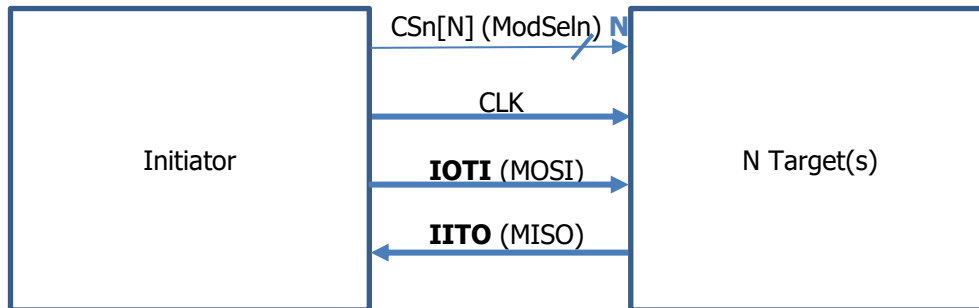 CSn[N] (ModSeln) N
CLK
Initiator
IOTI (MOSI)
N Target(s)
IITO (MISO)